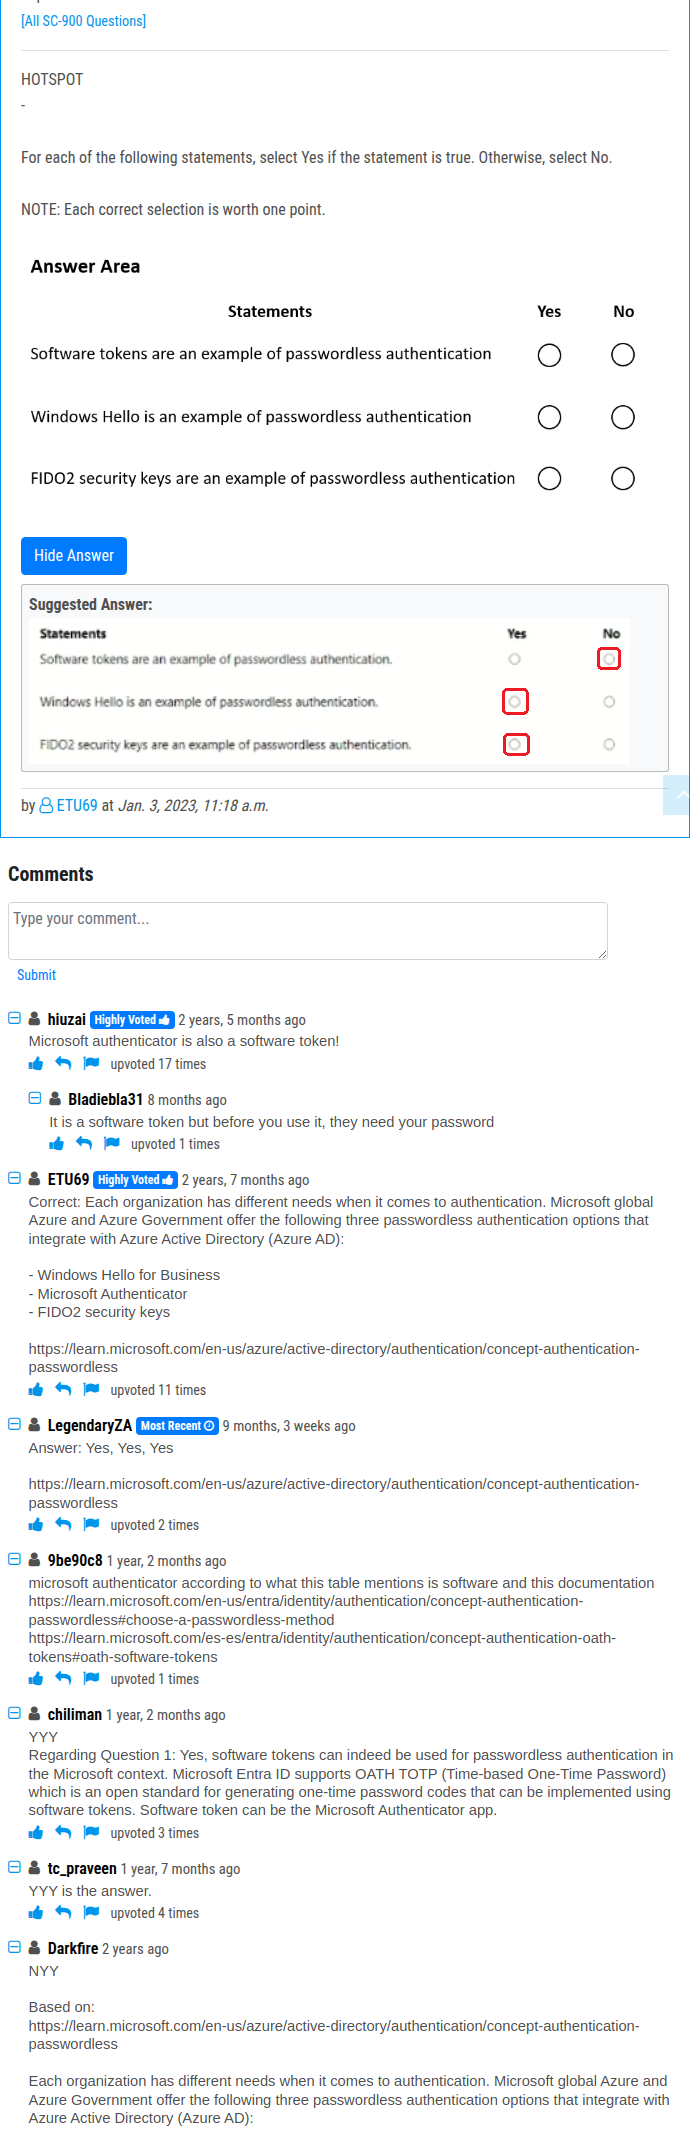 [All SC-900 Questions]
HOTSPOT
-
For each of the following statements, select Yes if the statement is true. Otherwise, select No.
NOTE: Each correct selection is worth one point.
Answer Area
Statements Yes No
Software tokens are an example of passwordless authentication
Windows Hello is an example of passwordless authentication
FIDO2 security keys are an example of passwordless authentication
Hide Answer
Suggested Answer:
Statements Yes No
Software tokens are an example of passwordless authentication.
Windows Hello is an example of passwordless authentication.
FIDO2 security keys are an example of passwordless authentication.
by ETU69 at Jan. 3, 2023, 11:18 a.m.
Comments
Type your comment...
Submit
hiuzai Highly Voted 2 years, 5 months ago
Microsoft authenticator is also a software token!
upvoted 17 times
Bladiebla31 8 months ago
It is a software token but before you use it, they need your password
upvoted 1 times
ETU69 Highly Voted 2 years, 7 months ago
Correct: Each organization has different needs when it comes to authentication. Microsoft global
Azure and Azure Government offer the following three passwordless authentication options that
integrate with Azure Active Directory (Azure AD):
- Windows Hello for Business
- Microsoft Authenticator
- FIDO2 security keys
https://learn.microsoft.com/en-us/azure/active-directory/authentication/concept-authentication-
passwordless
upvoted 11 times
LegendaryZA Most Recent 9 months, 3 weeks ago
Answer: Yes, Yes, Yes
https://learn.microsoft.com/en-us/azure/active-directory/authentication/concept-authentication-
passwordless
upvoted 2 times
9be90c8 1 year, 2 months ago
microsoft authenticator according to what this table mentions is software and this documentation
https://learn.microsoft.com/en-us/entra/identity/authentication/concept-authentication-
passwordless#choose-a-passwordless-method
https://learn.microsoft.com/es-es/entra/identity/authentication/concept-authentication-oath-
tokens#oath-software-tokens
upvoted 1 times
chiliman 1 year, 2 months ago
YYY
Regarding Question 1: Yes, software tokens can indeed be used for passwordless authentication in
the Microsoft context. Microsoft Entra ID supports OATH TOTP (Time-based One-Time Password)
which is an open standard for generating one-time password codes that can be implemented using
software tokens. Software token can be the Microsoft Authenticator app.
upvoted 3 times
tc_praveen 1 year, 7 months ago
YYY is the answer.
upvoted 4 times
Darkfire 2 years ago
NYY
Based on:
https://learn.microsoft.com/en-us/azure/active-directory/authentication/concept-authentication-
passwordless
Each organization has different needs when it comes to authentication. Microsoft global Azure and
Azure Government offer the following three passwordless authentication options that integrate with
Azure Active Directory (Azure AD):